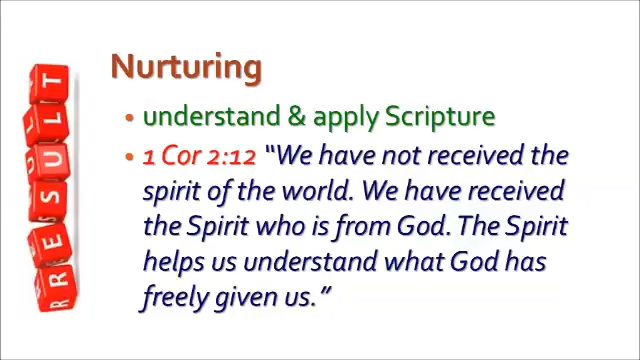 Nurturing
• understand & apply Scripture
• 1 Cor 2:12 “We have not received the
spirit of the world. We have received
the Spirit who is from God. The Spirit
helps us understand what God has
freely given us.”
RESULT